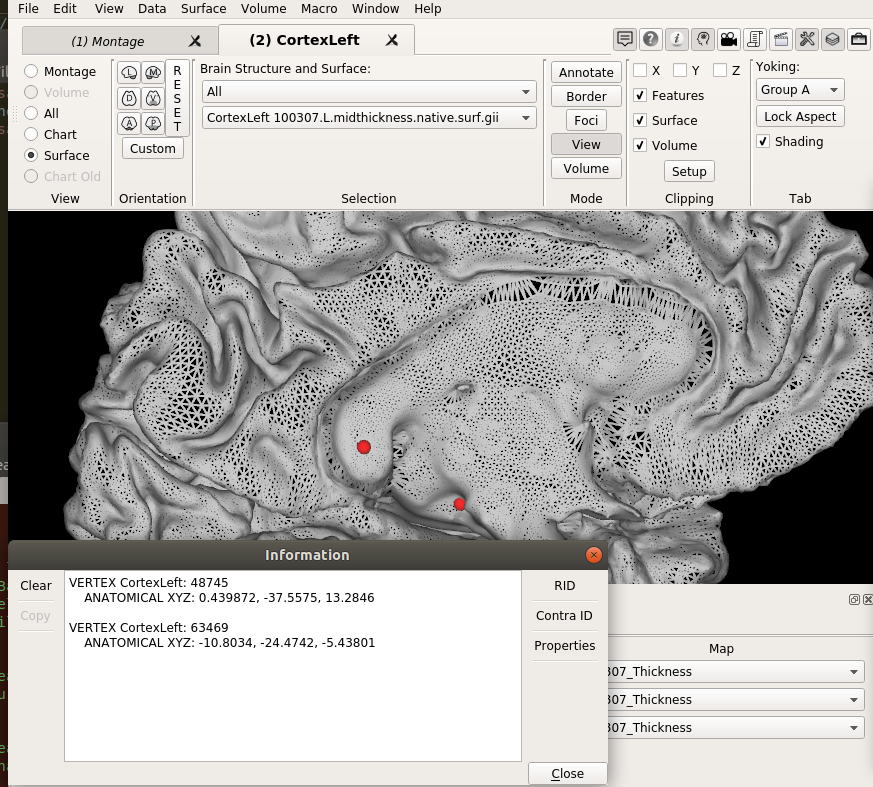 File Edit View Data Surface Volume Macro Window Help
(1) Montage
(2) CortexLeft
Montage
Volume
All
Chart
Surface
Chart Old
View
L M
D V
A P
RESET
Custom
Orientation
Brain Structure and Surface:
All
CortexLeft 100307.L.midthickness.native.surf.gii
Selection
Annotate
Border
Foci
View
Volume
Mode
X Y Z
Features
Surface
Volume
Setup
Clipping
Yoking:
Group A
Lock Aspect
Shading
Tab
Information
Clear
Copy
VERTEX CortexLeft: 48745
ANATOMICAL XYZ: 0.439872, -37.5575, 13.2846
VERTEX CortexLeft: 63469
ANATOMICAL XYZ: -10.8034, -24.4742, -5.43801
RID
Contra ID
Properties
Close
Map
307_Thickness
307_Thickness
307_Thickness